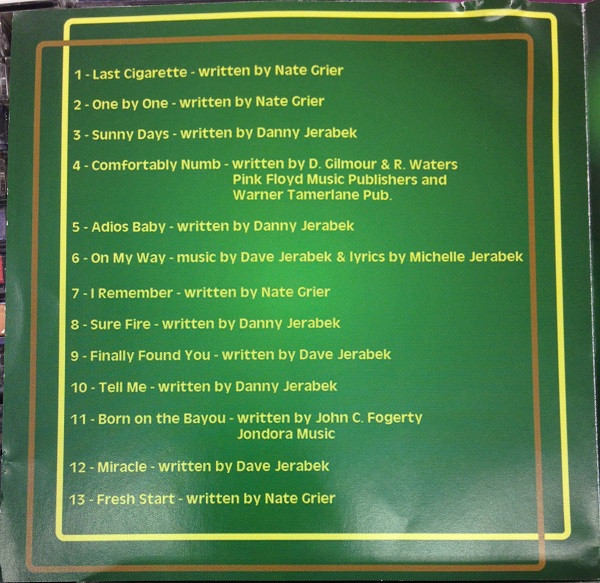 1 - Last Cigarette - written by Nate Grier
2 - One by One - written by Nate Grier
3 - Sunny Days - written by Danny Jerabek
4 - Comfortably Numb - written by D. Gilmour & R. Waters
Pink Floyd Music Publishers and
Warner Tamerlane Pub.
5 - Adios Baby - written by Danny Jerabek
6 - On My Way - music by Dave Jerabek & lyrics by Michelle Jerabek
7 - I Remember - written by Nate Grier
8 - Sure Fire - written by Danny Jerabek
9 - Finally Found You - written by Dave Jerabek
10 - Tell Me - written by Danny Jerabek
11 - Born on the Bayou - written by John C. Fogerty
Jondora Music
12 - Miracle - written by Dave Jerabek
13 - Fresh Start - written by Nate Grier